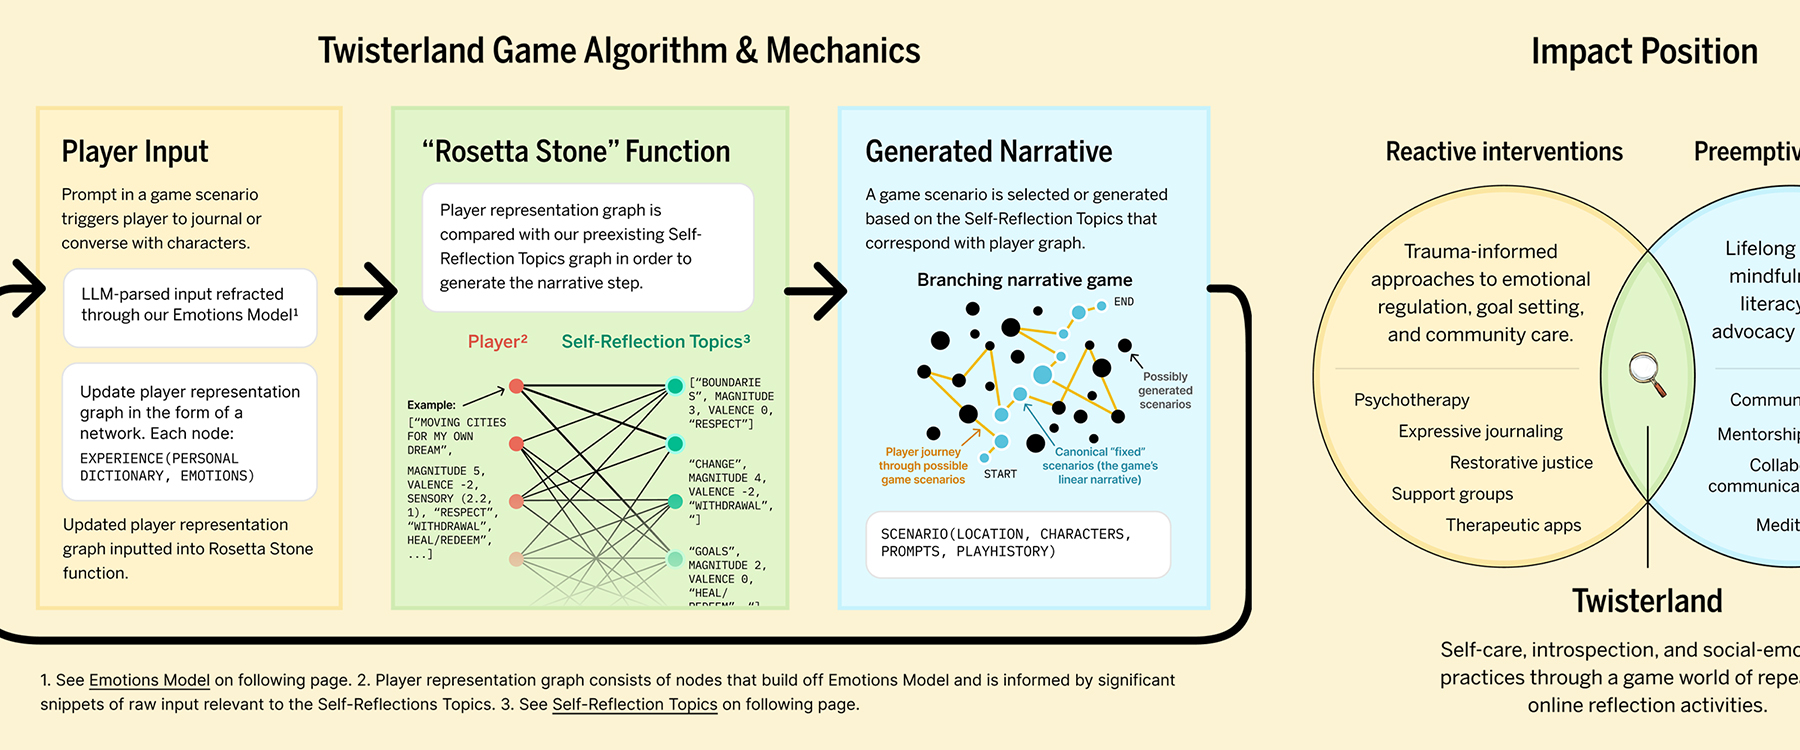 Twisterland Game Algorithm & Mechanics
Player Input
Prompt in a game scenario
triggers player to journal or
converse with characters.
LLM-parsed input refracted
through our Emotions Model¹
Update player representation
graph in the form of a
network. Each node:
EXPERIENCE(PERSONAL
DICTIONARY, EMOTIONS)
Updated player representation
graph inputted into Rosetta Stone
function.
“Rosetta Stone” Function
Player representation graph is
compared with our preexisting Self-
Reflection Topics graph in order to
generate the narrative step.
Player²
Self-Reflection Topics³
Example:
["MOVING CITIES
FOR MY OWN
DREAM",
MAGNITUDE 5,
VALENCE -2,
SENSORY (2.2,
1), “RESPECT”,
“WITHDRAWAL”,
HEAL/REDEEM”,
...]
["BOUNDARIE
S”, MAGNITUDE
3, VALENCE 0,
“RESPECT”]
“CHANGE”,
MAGNITUDE 4,
VALENCE -2,
“WITHDRAWAL”,
“]
“GOALS”,
MAGNITUDE 2,
VALENCE 0,
“HEAL/
REDEEM”, “]
Generated Narrative
A game scenario is selected or generated
based on the Self-Reflection Topics that
correspond with player graph.
Branching narrative game
END
Possibly
generated
scenarios
Player journey
through possible
game scenarios
START
Canonical “fixed”
scenarios (the game’s
linear narrative)
SCENARIO(LOCATION, CHARACTERS,
PROMPTS, PLAYHISTORY)
1. See Emotions Model on following page. 2. Player representation graph consists of nodes that build off Emotions Model and is informed by significant
snippets of raw input relevant to the Self-Reflections Topics. 3. See Self-Reflection Topics on following page.
Impact Position
Reactive interventions
Trauma-informed
approaches to emotional
regulation, goal setting,
and community care.
Psychotherapy
Expressive journaling
Restorative justice
Support groups
Therapeutic apps
Preemptiv
Lifelong
mindfuln
literacy
advocacy
Commun
Mentorship
Collab
communica
Medit
Twisterland
Self-care, introspection, and social-emo
practices through a game world of repea
online reflection activities.